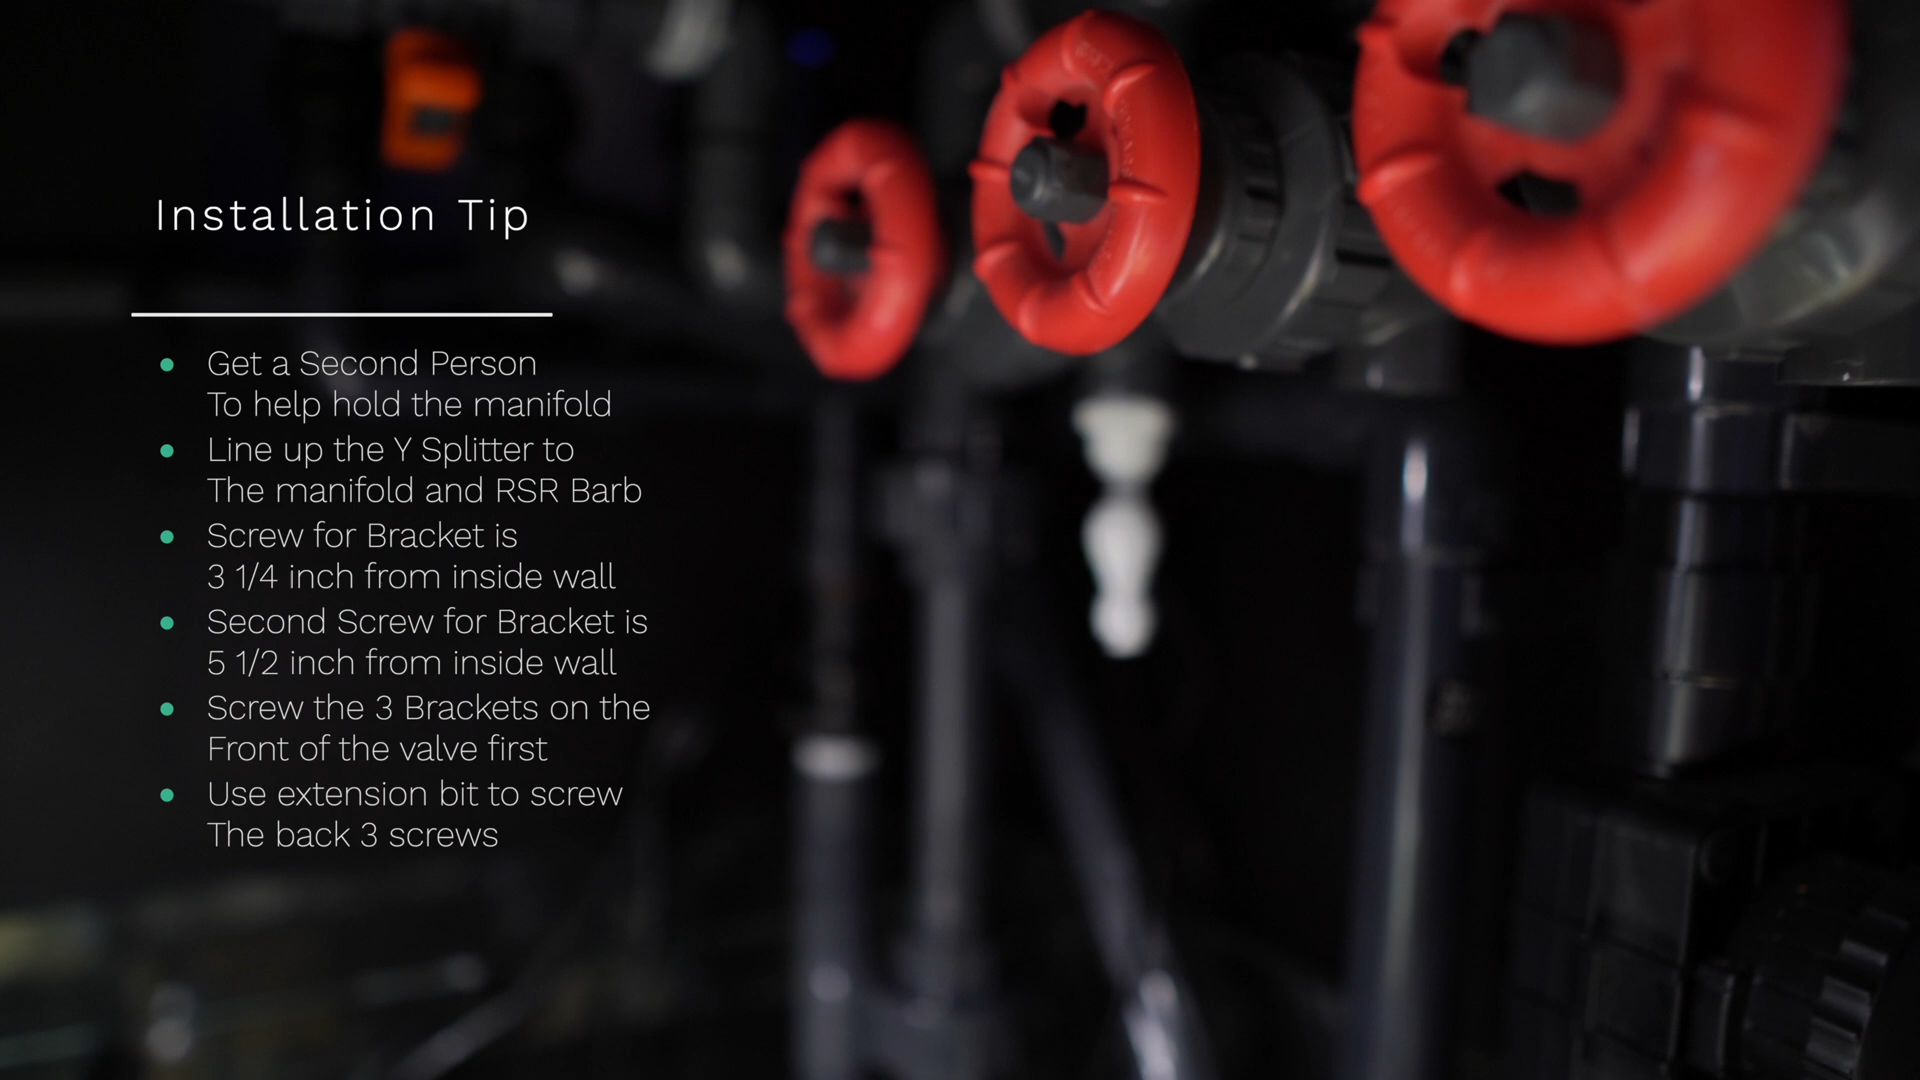 Installation Tip
Get a Second Person
To help hold the manifold
Line up the Y Splitter to
The manifold and RSR Barb
Screw for Bracket is
3 1/4 inch from inside wall
Second Screw for Bracket is
5 1/2 inch from inside wall
Screw the 3 Brackets on the
Front of the valve first
Use extension bit to screw
The back 3 screws